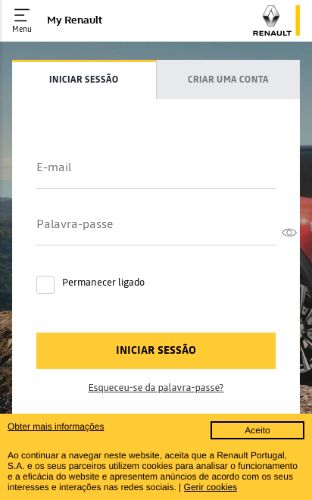 Menu
My Renault
RENAULT
INICIAR SESSÃO
CRIAR UMA CONTA
E-mail
Palavra-passe
Permanecer ligado
INICIAR SESSÃO
Esqueceu-se da palavra-passe?
Obter mais informações
Aceito
Ao continuar a navegar neste website, aceita que a Renault Portugal,
S.A. e os seus parceiros utilizem cookies para analisar o funcionamento
e a eficácia do website e apresentem anúncios de acordo com os seus
interesses e interações nas redes sociais. | Gerir cookies